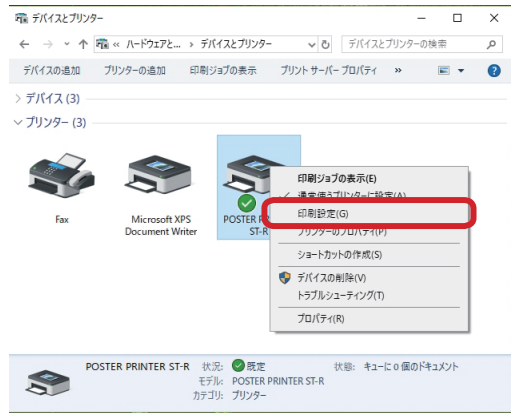 デバイスとプリンター
« ハードウェアと... › デバイスとプリンター
デバイスとプリンターの検索
デバイスの追加 プリンターの追加 印刷ジョブの表示 プリント サーバー プロパティ »
デバイス (3)
プリンター (3)
Fax
Microsoft XPS
Document Writer
POSTER PR
ST-R
印刷ジョブの表示(E)
通常使うプリンターに設定(A)
印刷設定(G)
プリンターのプロパティ(P)
ショートカットの作成(S)
デバイスの削除(V)
トラブルシューティング(T)
プロパティ(R)
POSTER PRINTER ST-R 状況: 既定 状態: キューに 0 個のドキュメント
モデル: POSTER PRINTER ST-R
カテゴリ: プリンター